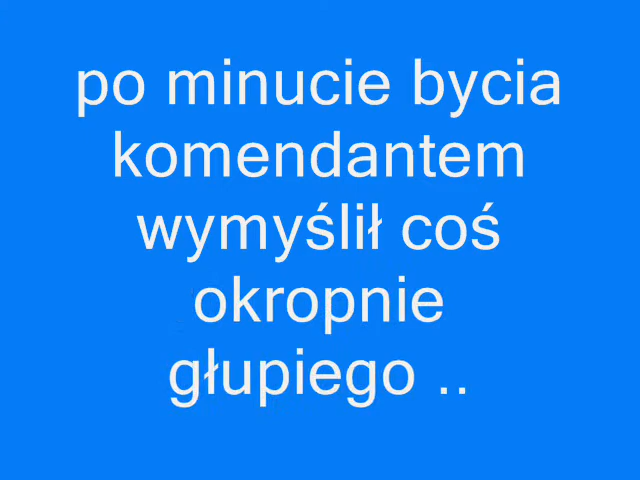 po minucie bycia
komendantem
wymyślił coś
okropnie
głupiego ..